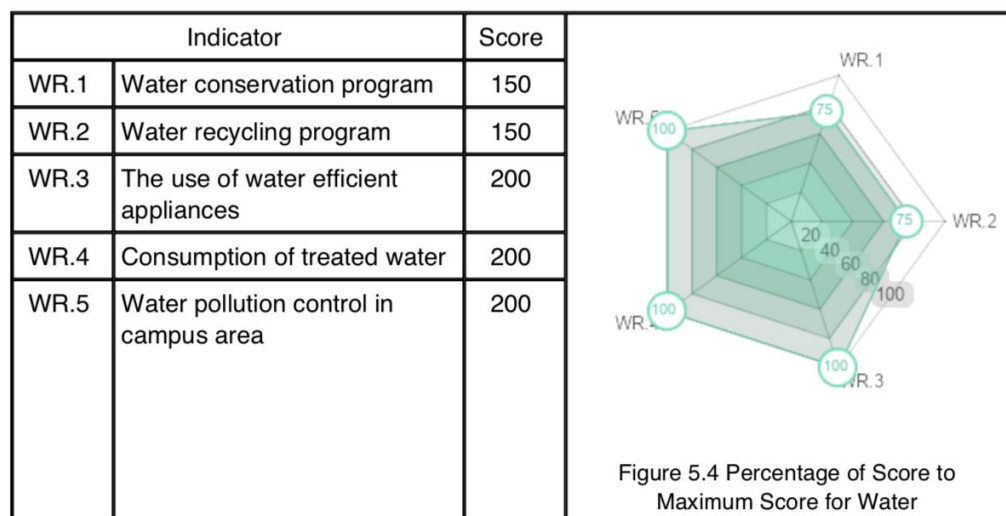 Indicator Score
WR.1 Water conservation program 150
WR.2 Water recycling program 150
WR.3 The use of water efficient 200
appliances
WR.4 Consumption of treated water 200
WR.5 Water pollution control in 200
campus area
WR.1
75
100
75
WR.2
20
40
60
80
100
100
100
WR.3
Figure 5.4 Percentage of Score to
Maximum Score for Water